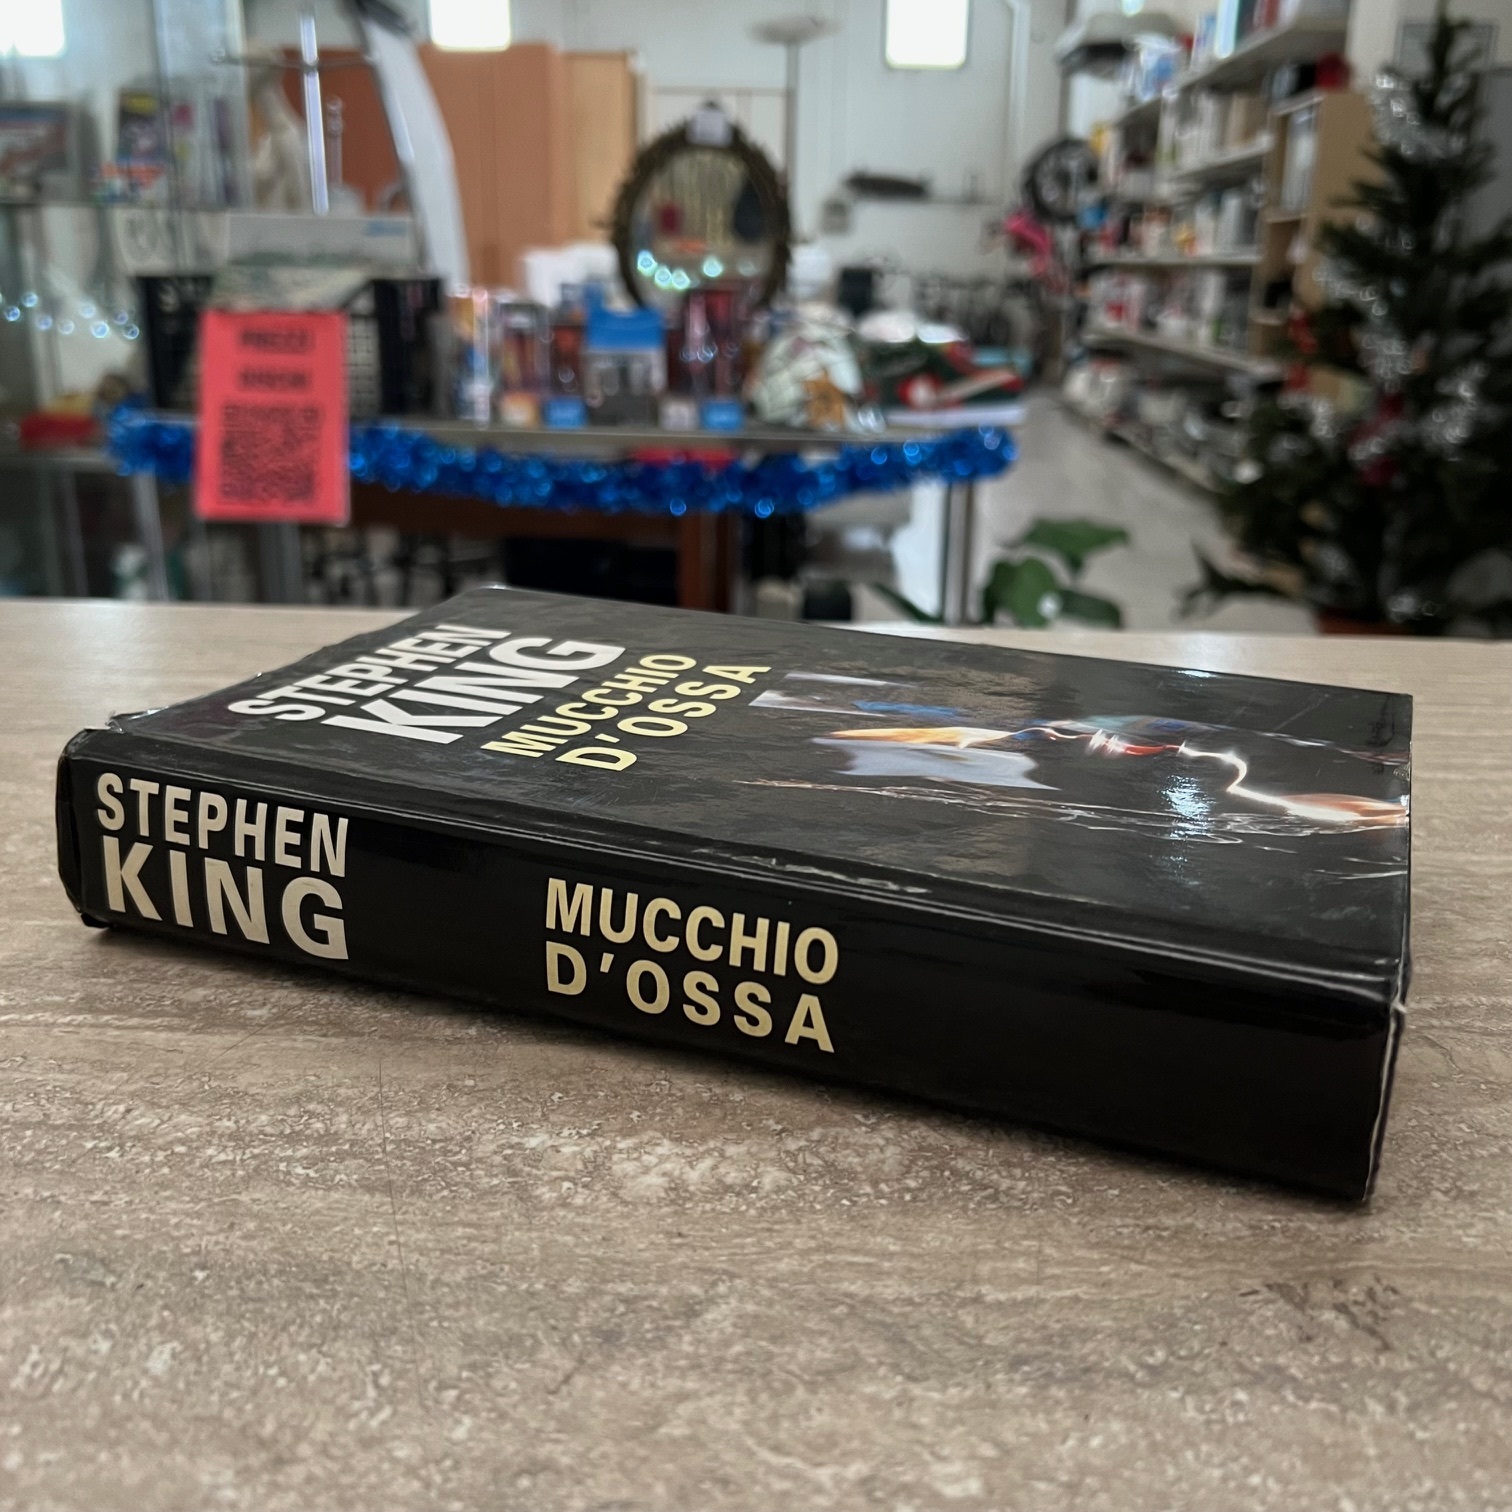 STEPHEN
KING
MUCCHIO
D'OSSA
STEPHEN
KING
MUCCHIO
D'OSSA